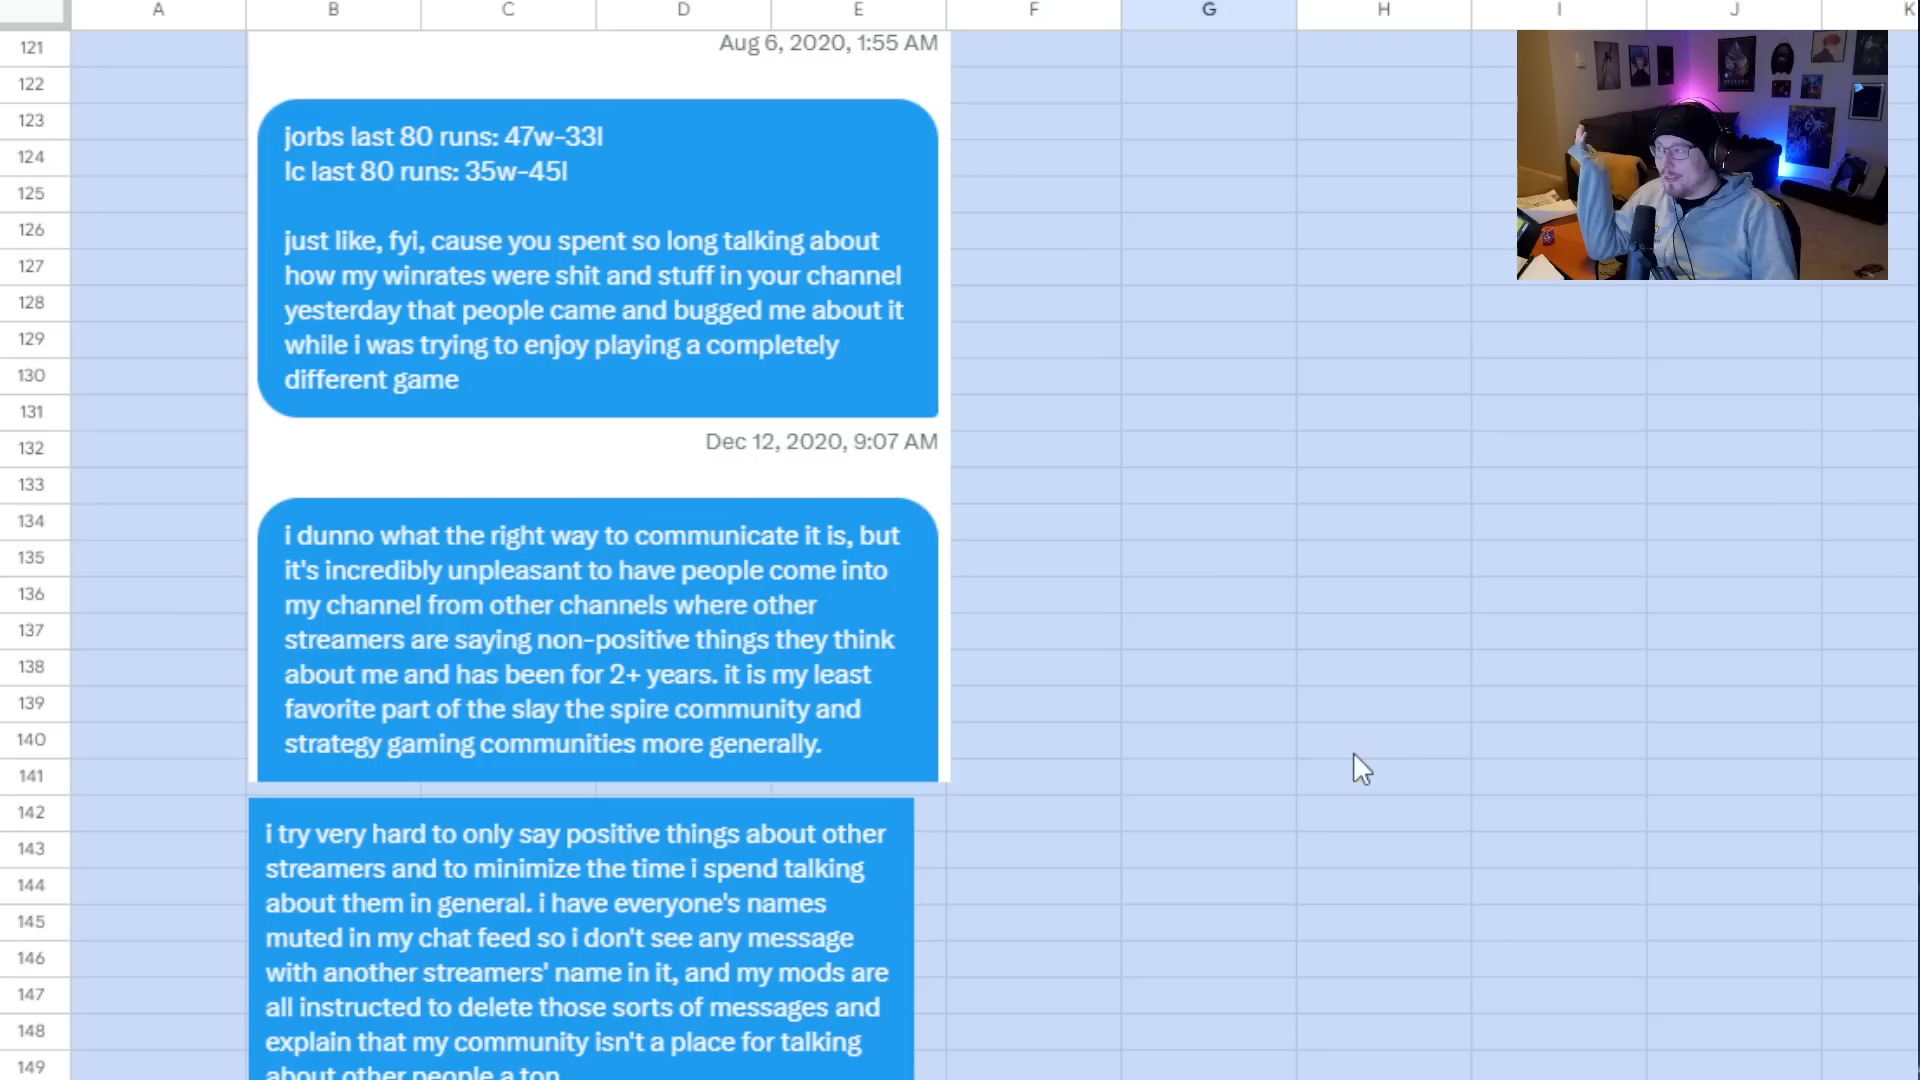 B C D E F G H I J K
121
Aug 6, 2020, 1:55 AM
122
123
124
125
126
127
128
129
130
131
jorbs last 80 runs: 47w-33l
lc last 80 runs: 35w-45l
just like, fyi, cause you spent so long talking about
how my winrates were shit and stuff in your channel
yesterday that people came and bugged me about it
while i was trying to enjoy playing a completely
different game
132
Dec 12, 2020, 9:07 AM
133
134
135
136
137
138
139
140
141
i dunno what the right way to communicate it is, but
it's incredibly unpleasant to have people come into
my channel from other channels where other
streamers are saying non-positive things they think
about me and has been for 2+ years. it is my least
favorite part of the slay the spire community and
strategy gaming communities more generally.
142
143
144
145
146
147
148
149
i try very hard to only say positive things about other
streamers and to minimize the time i spend talking
about them in general. i have everyone's names
muted in my chat feed so i don't see any message
with another streamers' name in it, and my mods are
all instructed to delete those sorts of messages and
explain that my community isn't a place for talking
about other people a ton
A